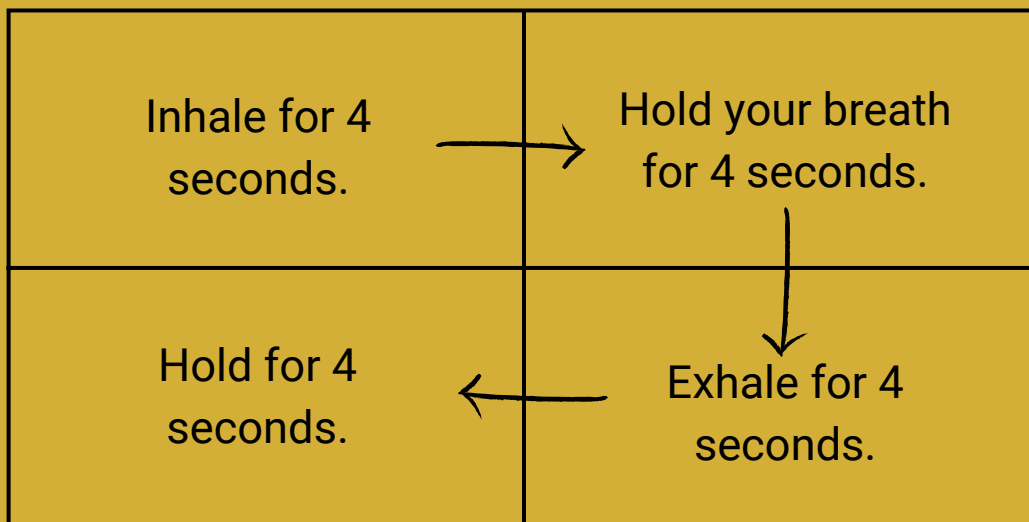 Inhale for 4
seconds.
Hold your breath
for 4 seconds.
Exhale for 4
seconds.
Hold for 4
seconds.